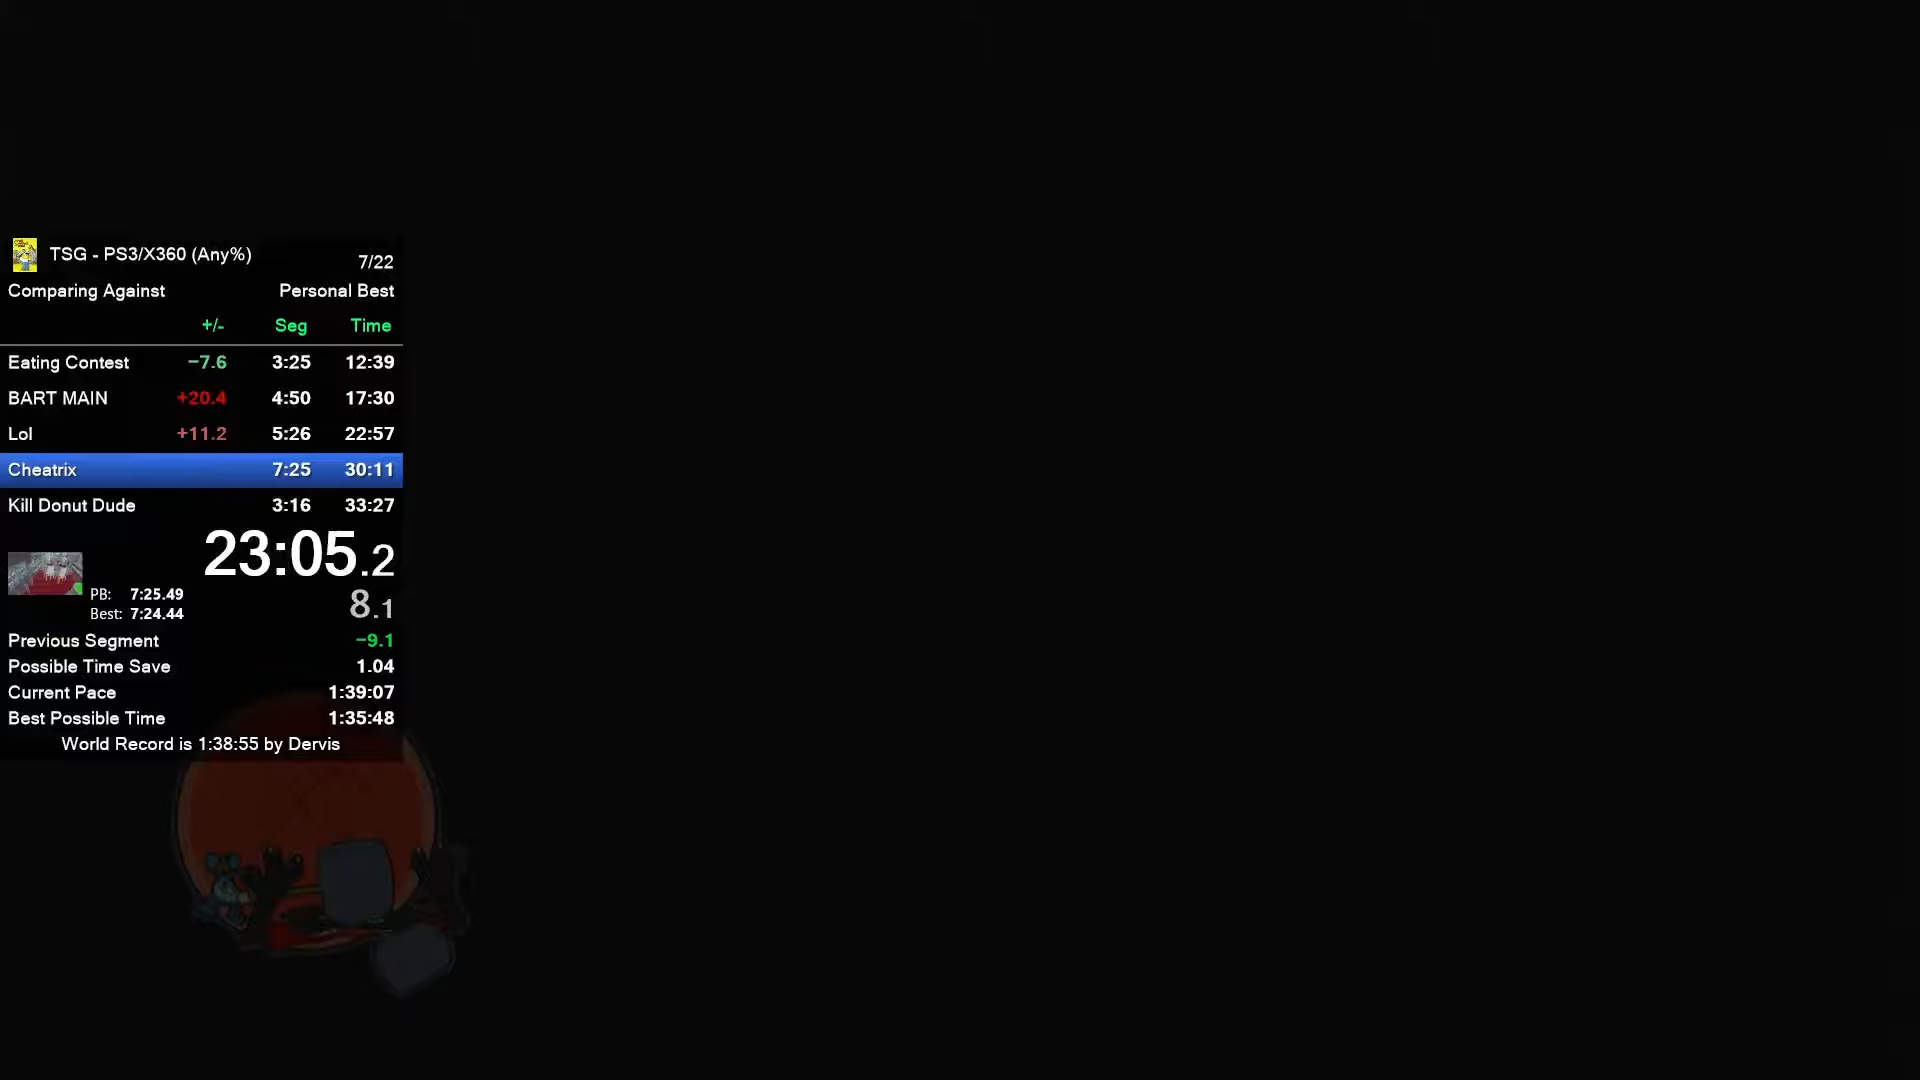 TSG - PS3/X360 (Any%) 7/22
Comparing Against Personal Best
+/- Seg Time
Eating Contest −7.6 3:25 12:39
BART MAIN +20.4 4:50 17:30
Lol +11.2 5:26 22:57
Cheatrix 7:25 30:11
Kill Donut Dude 3:16 33:27
23:05.2
PB: 7:25.49 8.1
Best: 7:24.44
Previous Segment −9.1
Possible Time Save 1.04
Current Pace 1:39:07
Best Possible Time 1:35:48
World Record is 1:38:55 by Dervis